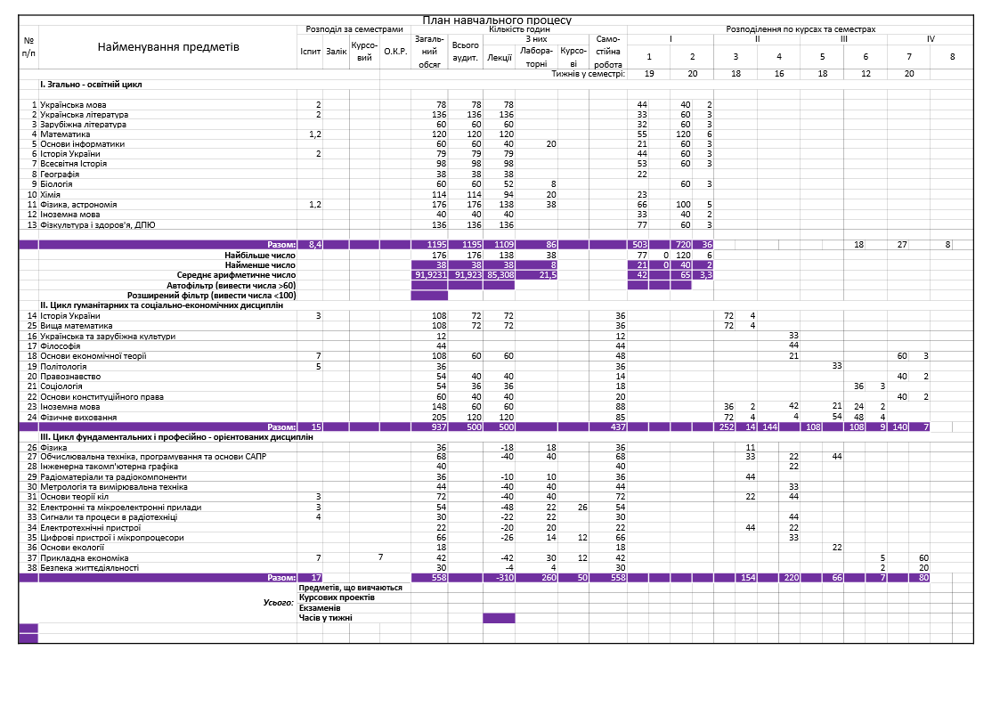 План навчального процесу
№ п/п Найменування предметів Розподіл за семестрами Кількість годин Розподілення по курсах та семестрах
Іспит Залік Курсо-вий О.К.Р. Загаль-ний обсяг Всього аудит. З них Само-стійна робота I II III IV
Лекції Лабора-торні Курсо-ві 1 2 3 4 5 6 7 8
Тижнів у семестрі: 19 20 18 16 18 12 20
I. Згально - освітній цикл
1 Українська мова 2 78 78 78 44 40 2
2 Українська література 2 136 136 136 33 60 3
3 Зарубіжна література 60 60 60 32 60 3
4 Математика 1,2 120 120 120 55 120 6
5 Основи інформатики 60 60 40 20 21 60 3
6 Історія України 2 79 79 79 44 60 3
7 Всесвітня Історія 98 98 98 53 60 3
8 Географія 38 38 38 22
9 Біологія 60 60 52 8 60 3
10 Хімія 114 114 94 20 23
11 Фізика, астрономія 1,2 176 176 138 38 66 100 5
12 Іноземна мова 40 40 40 33 40 2
13 Фізкультура і здоров'я, ДПЮ 136 136 136 77 60 3
Разом: 8,4 1195 1195 1109 86 503 720 36 18 27 8
Найбільше число 176 176 138 38 77 0 120 6
Найменше число 38 38 38 8 21 0 40 2
Середнє арифметичне число 91,9231 91,923 85,308 21,5 42 65 3,3
Автофільтр (вивести числа >60)
Розширений фільтр (вивести числа <100)
II. Цикл гуманітарних та соціально-економічних дисциплін
14 Історія України 3 108 72 72 36 72 4
25 Вища математика 108 72 72 36 72 4
16 Українська та зарубіжна культури 12 12 33
17 Філософія 44 44 44
18 Основи економічної теорії 7 108 60 60 48 21 60 3
19 Політологія 5 36 36 33
20 Правознавство 54 40 40 14 40 2
21 Соціологія 54 36 36 18 36 3
22 Основи конституційного права 60 40 40 20 40 2
23 Іноземна мова 148 60 60 88 36 2 42 21 24 2
24 Фізичне виховання 205 120 120 85 72 4 4 54 48 4
Разом: 15 937 500 500 437 252 14 144 108 108 9 140 7
III. Цикл фундаментальних і професійно - орієнтованих дисциплін
26 Фізика 36 -18 18 36 11
27 Обчислювальна техніка, програмування та основи САПР 68 -40 40 68 33 22 44
28 Інженерна такомп'ютерна графіка 40 40 22
29 Радіоматеріали та радіокомпоненти 36 -10 10 36 44
30 Метрологія та вимірювальна техніка 44 -40 40 44 33
31 Основи теорії кіл 3 72 -40 40 72 22 44
32 Електронні та мікроелектронні прилади 3 54 -48 22 26 54
33 Сигнали та процеси в радіотехніці 4 30 -22 22 30 44
34 Електротехнічні пристрої 22 -20 20 22 44 22
35 Цифрові пристрої і мікропроцесори 66 -26 14 12 66 33
36 Основи екології 18 18 22
37 Прикладна економіка 7 7 42 -42 30 12 42 5 60
38 Безпека життєдіяльності 30 -4 4 30 2 20
Разом: 17 558 -310 260 50 558 154 220 66 7 80
Усього: Предметів, що вивчаються
Курсових проектів
Екзаменів
Часів у тижні